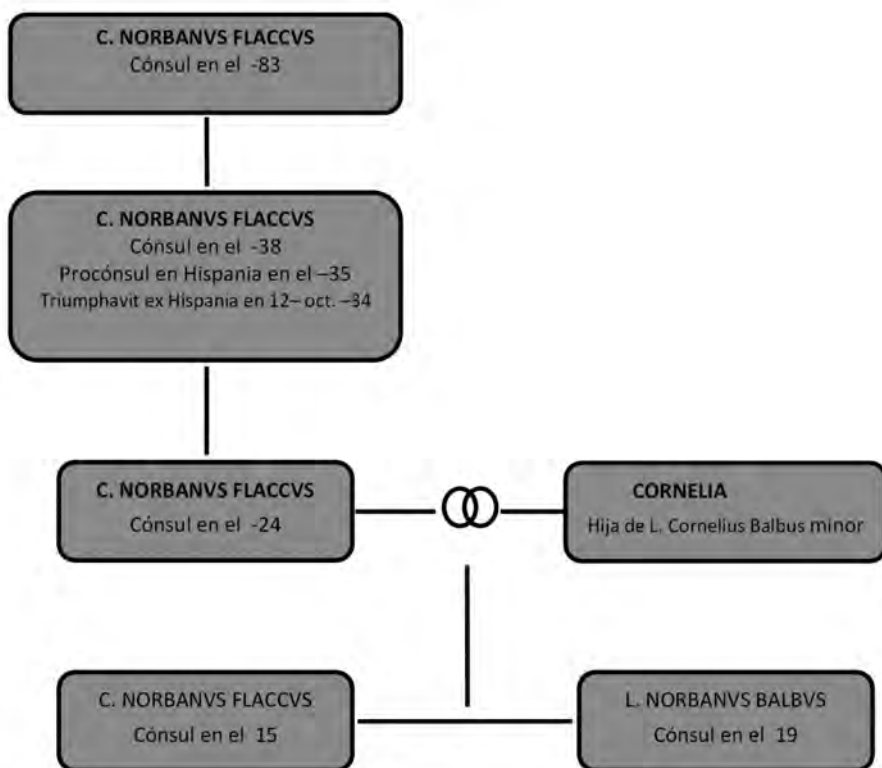 C. NORBANVS FLACCVS
Cónsul en el -83
C. NORBANVS FLACCVS
Cónsul en el -38
Procónsul en Hispania en el –35
Triumphavit ex Hispania en 12– oct. –34
C. NORBANVS FLACCVS
Cónsul en el -24
CORNELIA
Hija de L. Cornelius Balbus minor
C. NORBANVS FLACCVS
Cónsul en el 15
L. NORBANVS BALBVS
Cónsul en el 19